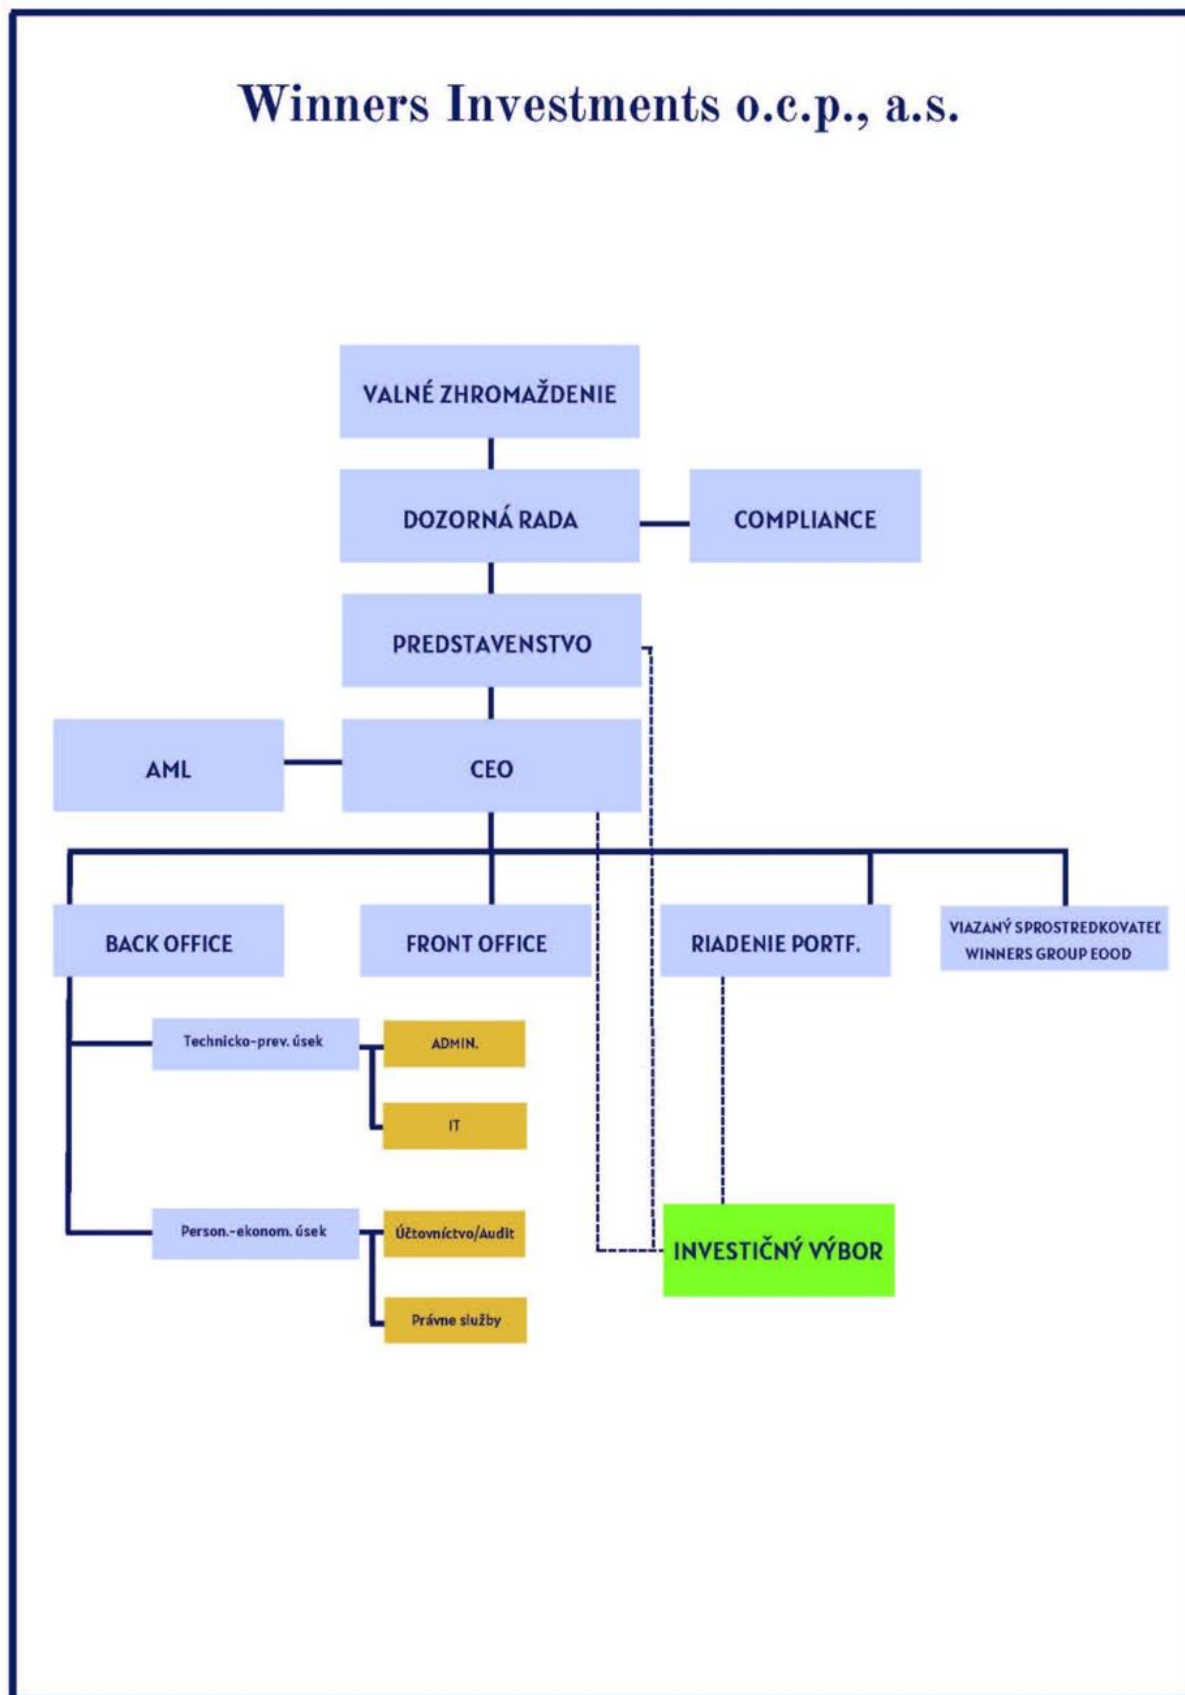 Winners Investments o.c.p., a.s.
VALNÉ ZHROMAŽDENIE
DOZORNÁ RADA
COMPLIANCE
PREDSTAVENSTVO
AML
CEO
BACK OFFICE
FRONT OFFICE
RIADENIE PORTF.
VIAZANÝ SPROSTREDKOVATEĽ
WINNERS GROUP EOOD
Technicko-prev. úsek
ADMIN.
IT
Person.-ekonom. úsek
Účtovníctvo/Audit
INVESTIČNÝ VÝBOR
Právne služby